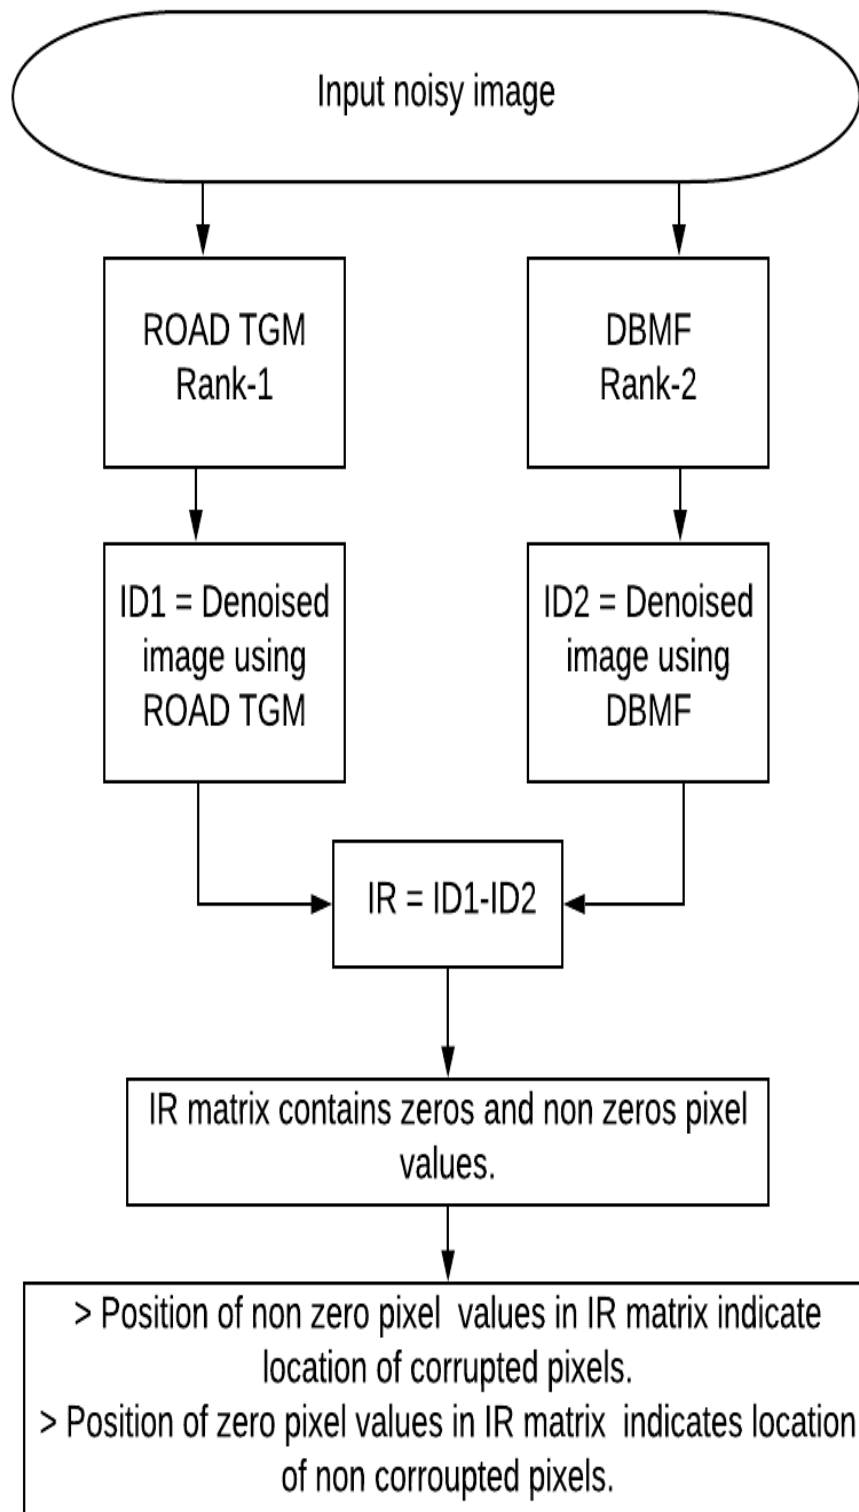 Input noisy image
ROAD TGM
Rank-1
DBMF
Rank-2
ID1 = Denoised
image using
ROAD TGM
ID2 = Denoised
image using
DBMF
IR = ID1-ID2
IR matrix contains zeros and non zeros pixel
values.
> Position of non zero pixel  values in IR matrix indicate
location of corrupted pixels.
> Position of zero pixel values in IR matrix  indicates location
of non corroupted pixels.